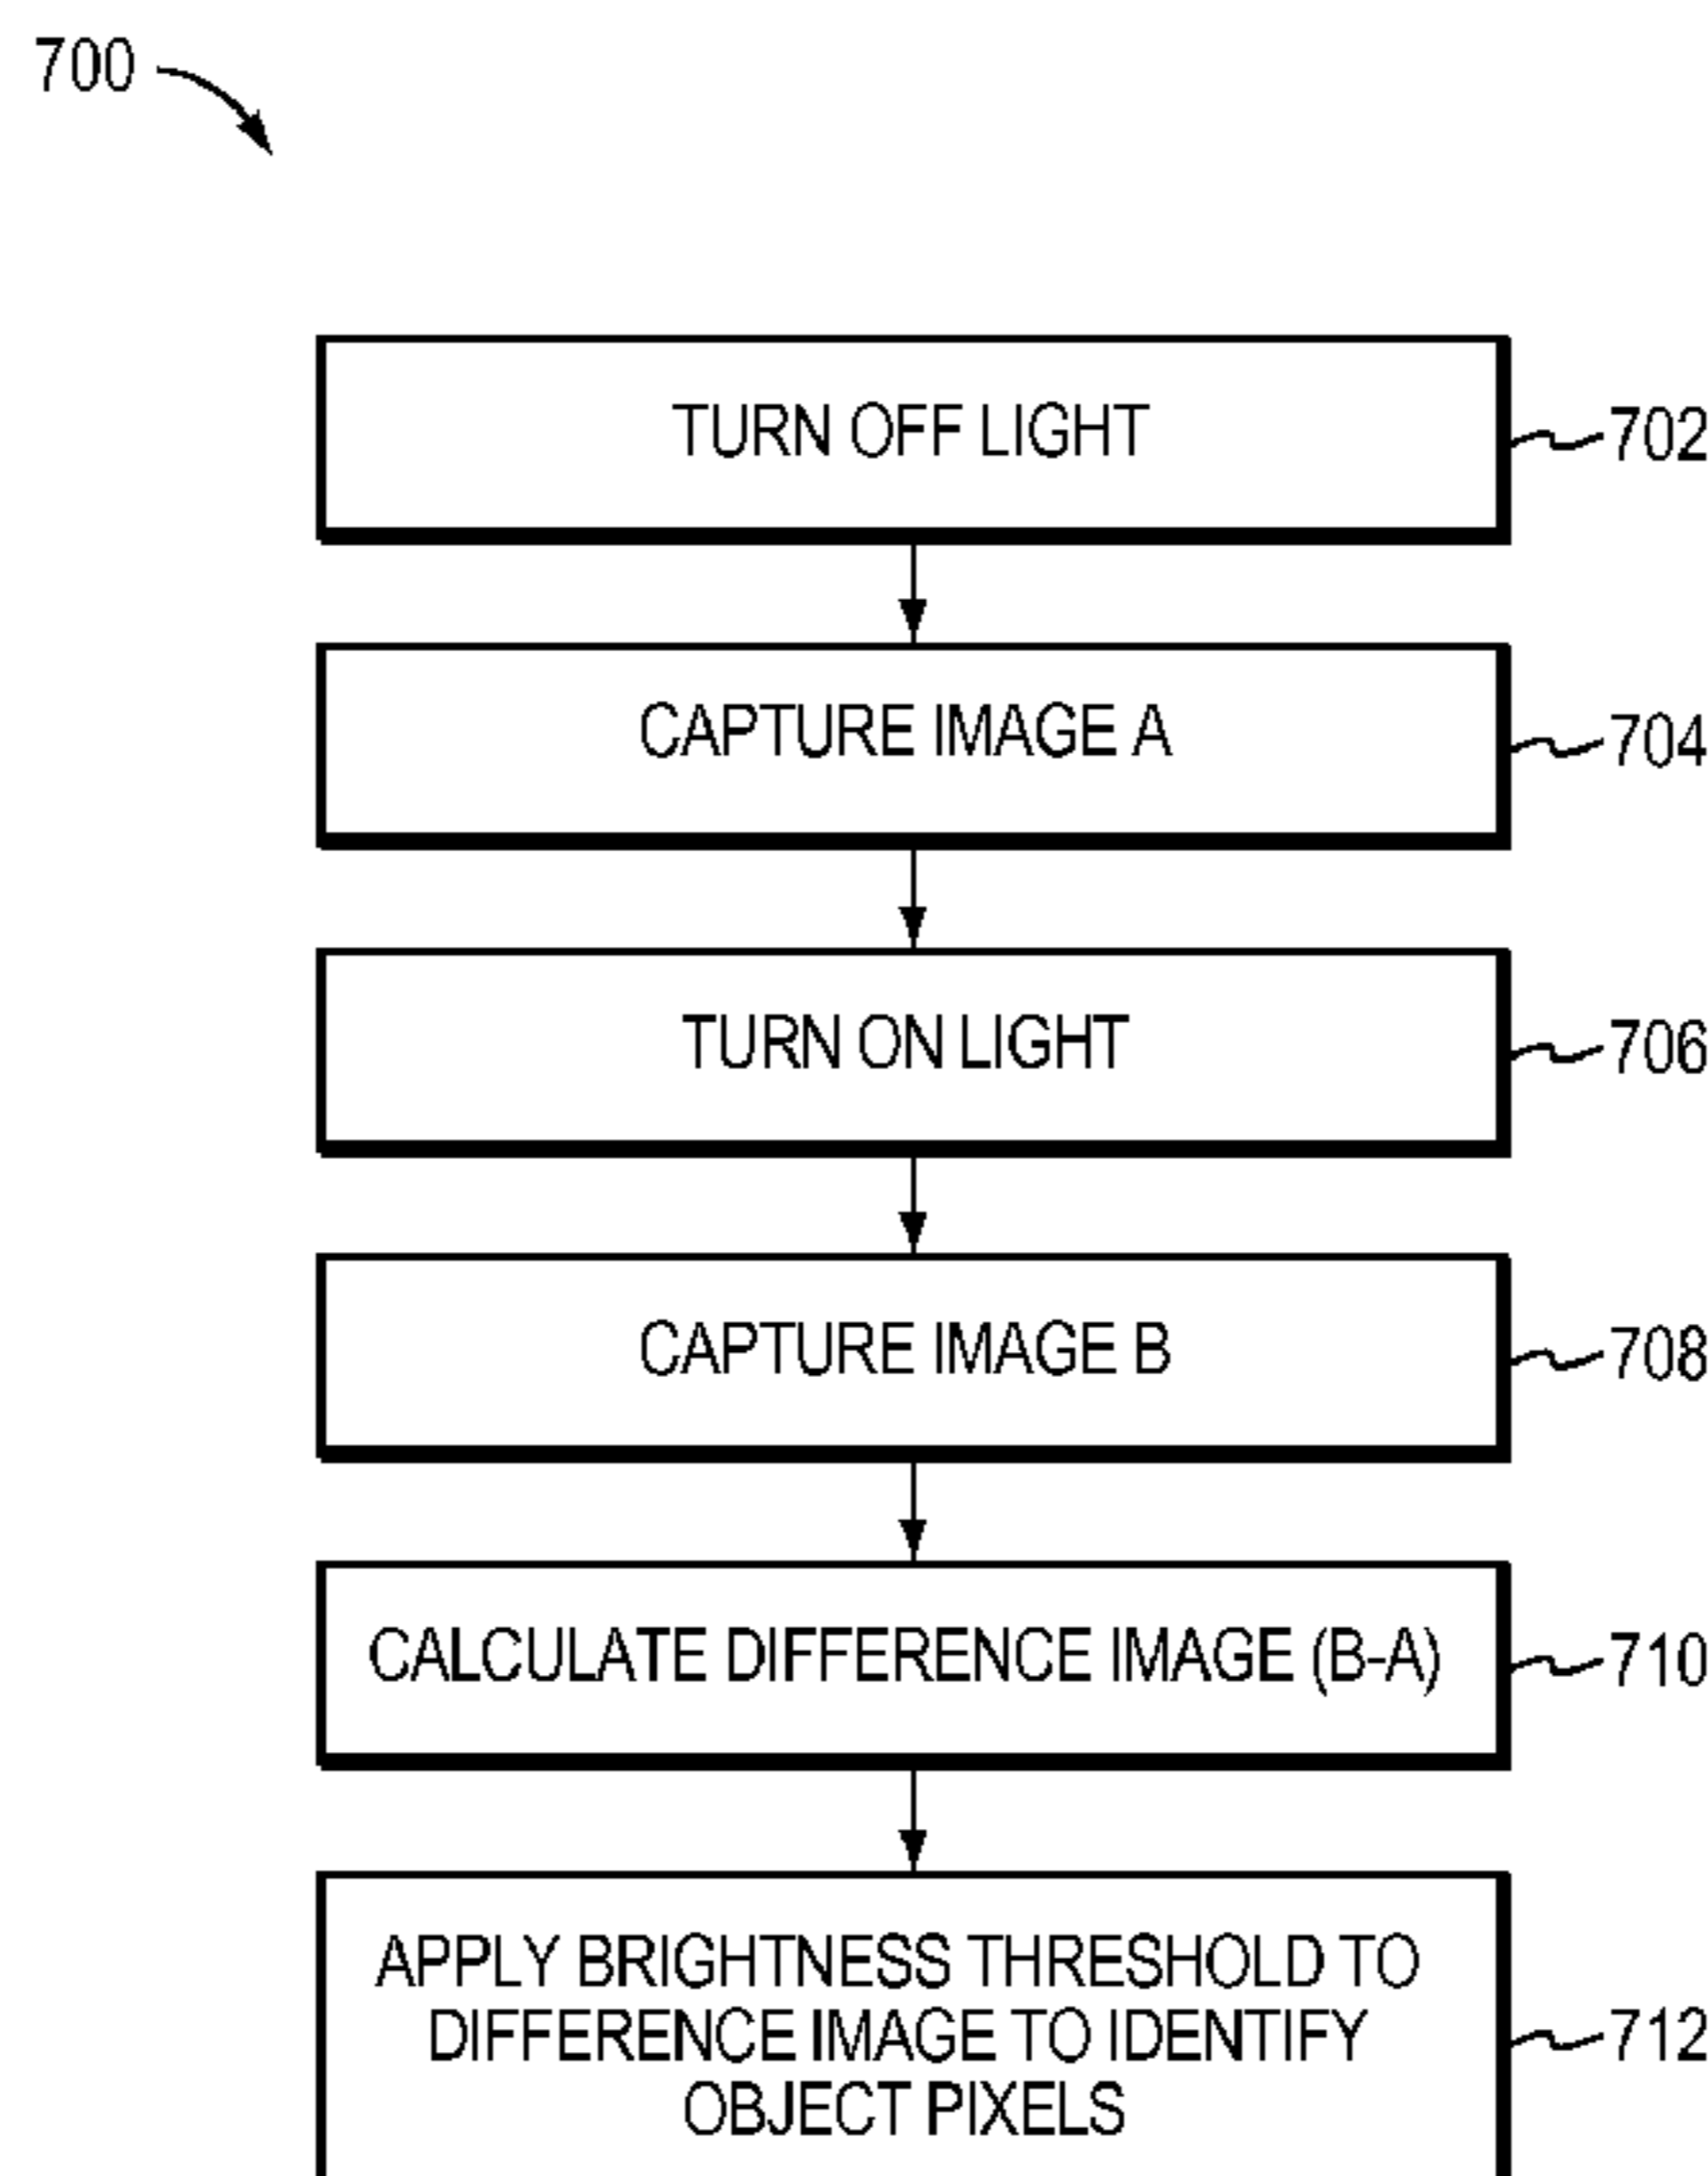 700
TURN OFF LIGHT
702
CAPTURE IMAGE A
704
TURN ON LIGHT
706
CAPTURE IMAGE B
708
CALCULATE DIFFERENCE IMAGE (B-A)
710
APPLY BRIGHTNESS THRESHOLD TO
DIFFERENCE IMAGE TO IDENTIFY
OBJECT PIXELS
712